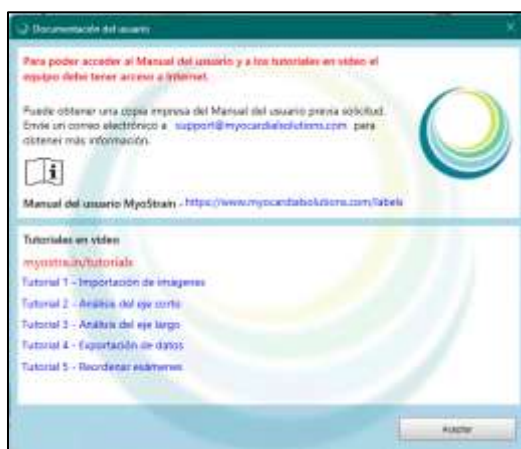 Documentación del usuario
Para poder acceder al Manual del usuario y a los tutoriales en vídeo el
equipo debe tener acceso a Internet.
Puede obtener una copia impresa del Manual del usuario previa solicitud.
Envíe un correo electrónico a support@myocardialsolutions.com para
obtener más información.
Manual del usuario MyoStrain - https://www.myocardialsolutions.com/labels
Tutoriales en vídeo
myostrain/tutorials
Tutorial 1 - Importación de imágenes
Tutorial 2 - Análisis del eje corto
Tutorial 3 - Análisis del eje largo
Tutorial 4 - Exportación de datos
Tutorial 5 - Reordenar exámenes
Aceptar